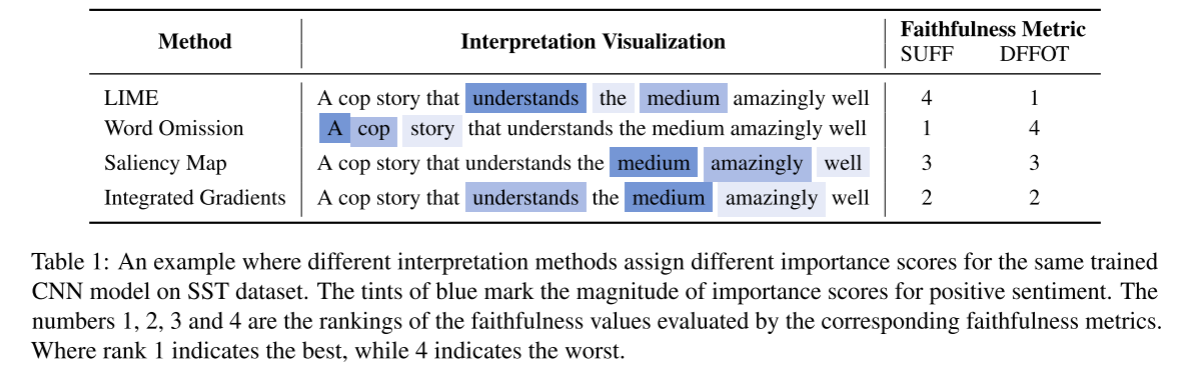 Method Interpretation Visualization Faithfulness Metric
SUFF DFFOT
LIME A cop story that understands the medium amazingly well 4 1
Word Omission A cop story that understands the medium amazingly well 1 4
Saliency Map A cop story that understands the medium amazingly well 3 3
Integrated Gradients A cop story that understands the medium amazingly well 2 2
Table 1: An example where different interpretation methods assign different importance scores for the same trained
CNN model on SST dataset. The tints of blue mark the magnitude of importance scores for positive sentiment. The
numbers 1, 2, 3 and 4 are the rankings of the faithfulness values evaluated by the corresponding faithfulness metrics.
Where rank 1 indicates the best, while 4 indicates the worst.